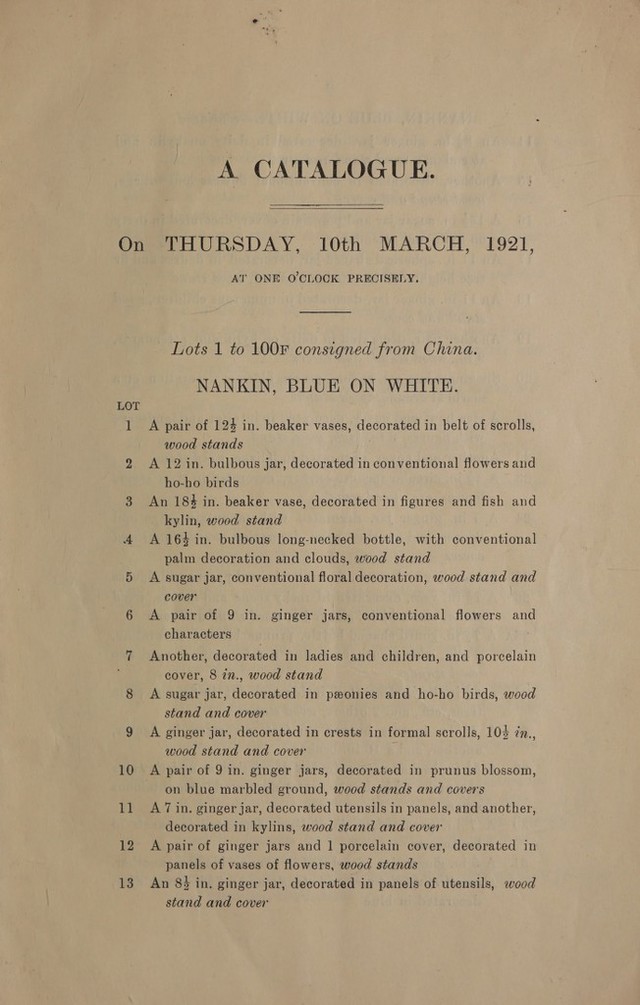 A CATALOGUE.
On THURSDAY, 10th MARCH, 1921,
AT ONE O'CLOCK PRECISELY.
Lots 1 to 100F consigned from China.
NANKIN, BLUE ON WHITE.
LOT
1 A pair of 12½ in. beaker vases, decorated in belt of scrolls,
wood stands
2 A 12 in. bulbous jar, decorated in conventional flowers and
ho-ho birds
3 An 18½ in. beaker vase, decorated in figures and fish and
kylin, wood stand
4 A 16½ in. bulbous long-necked bottle, with conventional
palm decoration and clouds, wood stand
5 A sugar jar, conventional floral decoration, wood stand and
cover
6 A pair of 9 in. ginger jars, conventional flowers and
characters
7 Another, decorated in ladies and children, and porcelain
cover, 8 in., wood stand
8 A sugar jar, decorated in pæonies and ho-ho birds, wood
stand and cover
9 A ginger jar, decorated in crests in formal scrolls, 10½ in.,
wood stand and cover
10 A pair of 9 in. ginger jars, decorated in prunus blossom,
on blue marbled ground, wood stands and covers
11 A 7 in. ginger jar, decorated utensils in panels, and another,
decorated in kylins, wood stand and cover
12 A pair of ginger jars and 1 porcelain cover, decorated in
panels of vases of flowers, wood stands
13 An 8½ in. ginger jar, decorated in panels of utensils, wood
stand and cover